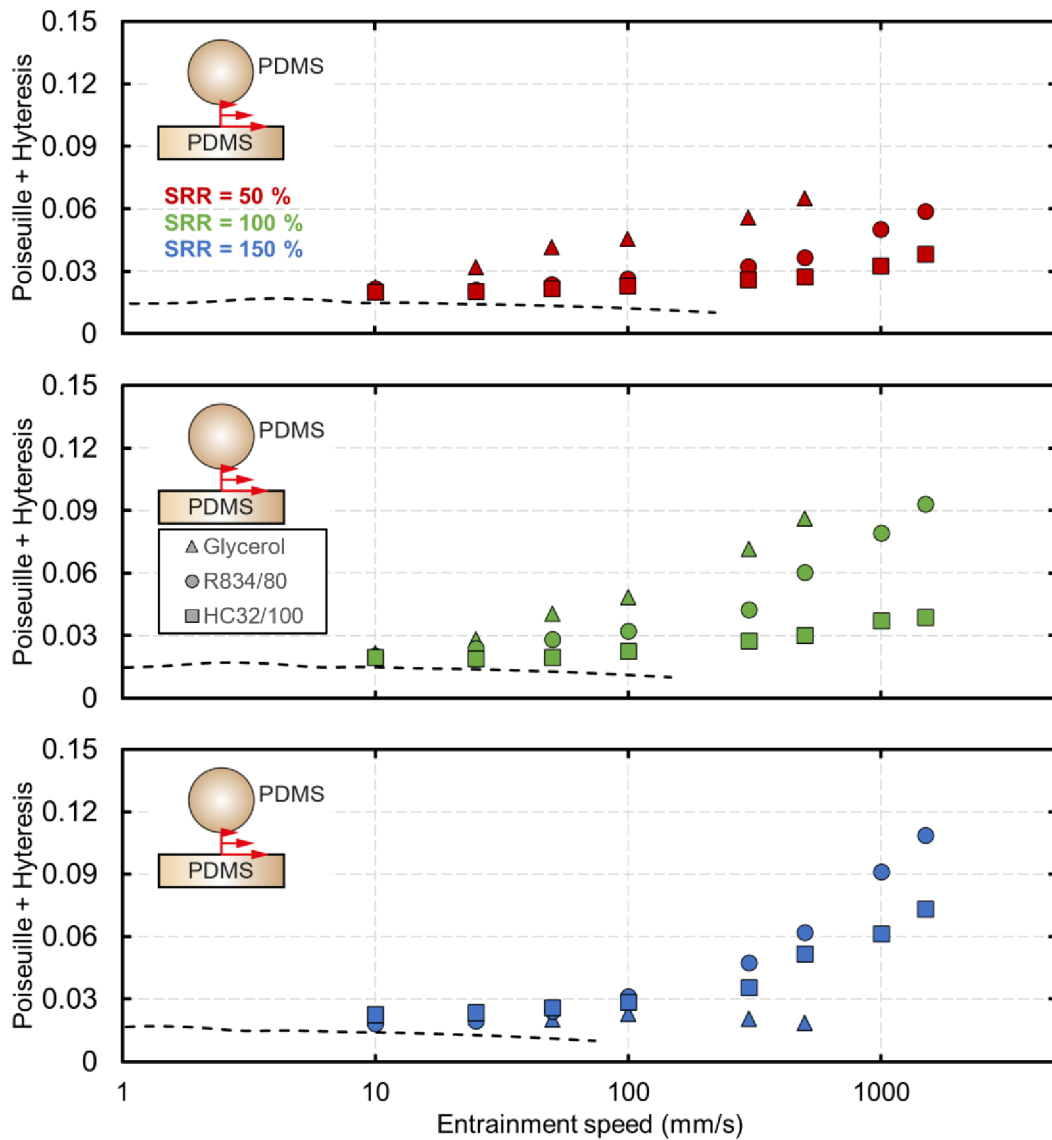 0.15
0.12
0.09
0.06
0.03
0
Poiseuille + Hyteresis
PDMS
PDMS
SRR = 50 %
SRR = 100 %
SRR = 150 %
0.15
0.12
0.09
0.06
0.03
0
Poiseuille + Hyteresis
PDMS
PDMS
Glycerol
R834/80
HC32/100
0.15
0.12
0.09
0.06
0.03
0
Poiseuille + Hyteresis
PDMS
PDMS
1 10 100 1000
Entrainment speed (mm/s)